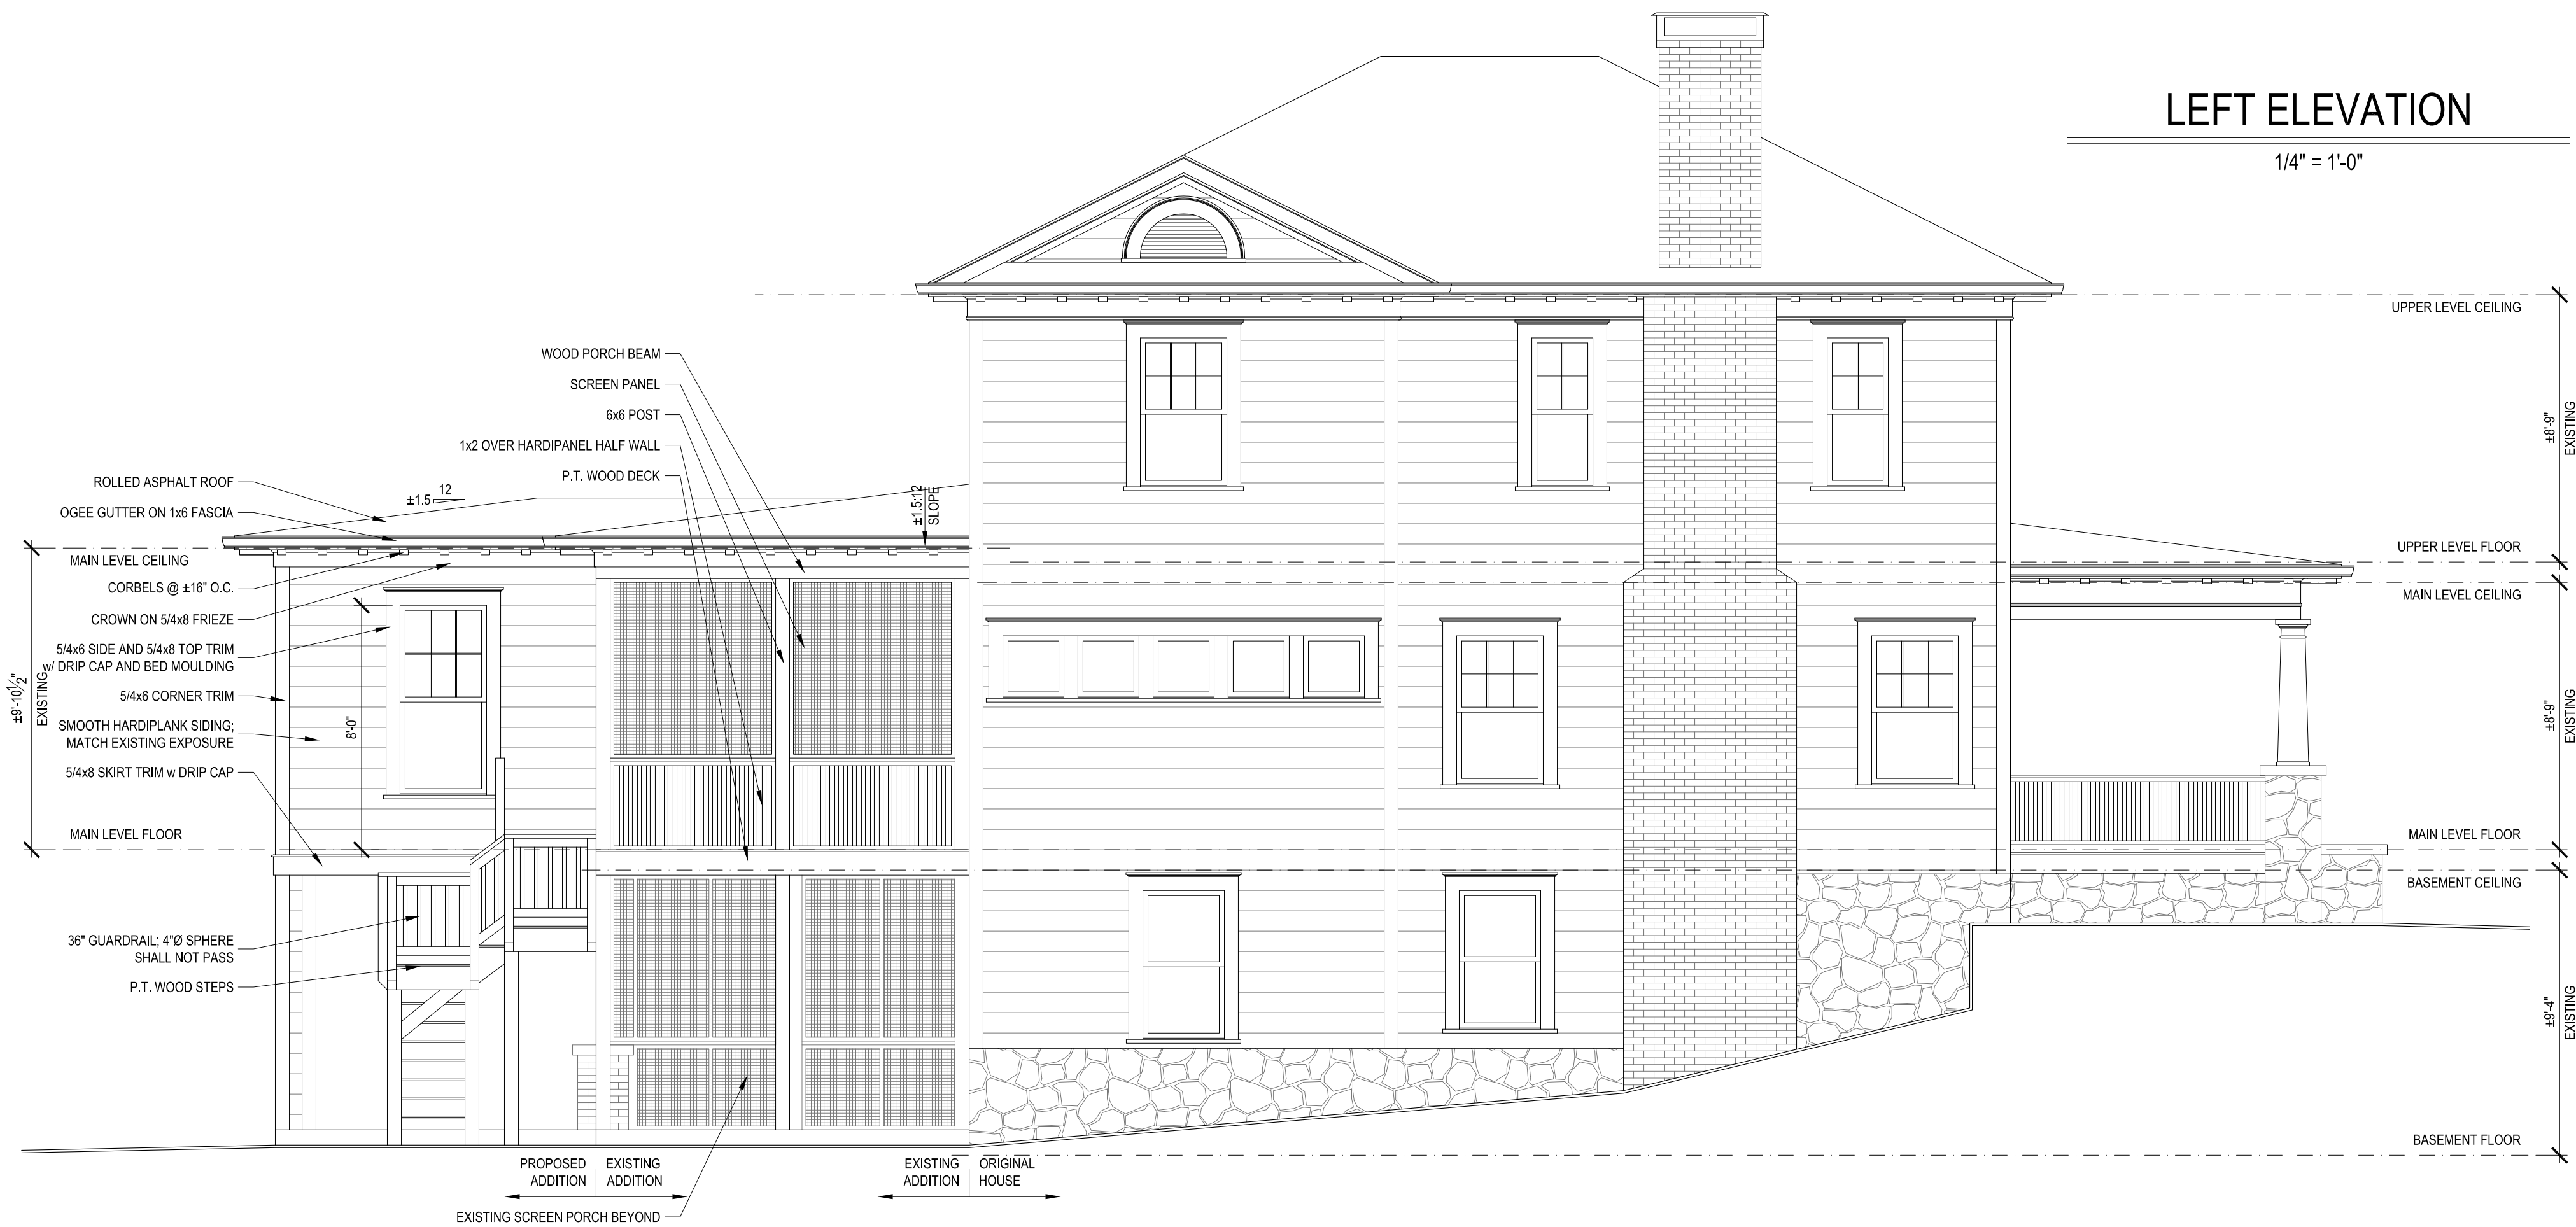 LEFT ELEVATION
1/4" = 1'-0"
UPPER LEVEL CEILING
±8'-9"
EXISTING
UPPER LEVEL FLOOR
MAIN LEVEL CEILING
±8'-9"
EXISTING
MAIN LEVEL FLOOR
BASEMENT CEILING
±9'-4"
EXISTING
BASEMENT FLOOR
WOOD PORCH BEAM
SCREEN PANEL
6x6 POST
1x2 OVER HARDIPANEL HALF WALL
P.T. WOOD DECK
ROLLED ASPHALT ROOF
OGEE GUTTER ON 1x6 FASCIA
12
±1.5
±1.5:12
SLOPE
MAIN LEVEL CEILING
CORBELS @ ±16" O.C.
CROWN ON 5/4x8 FRIEZE
5/4x6 SIDE AND 5/4x8 TOP TRIM
w/ DRIP CAP AND BED MOULDING
5/4x6 CORNER TRIM
SMOOTH HARDIPLANK SIDING;
MATCH EXISTING EXPOSURE
5/4x8 SKIRT TRIM w DRIP CAP
±9'-10½"
EXISTING
8'-0"
MAIN LEVEL FLOOR
36" GUARDRAIL; 4"Ø SPHERE
SHALL NOT PASS
P.T. WOOD STEPS
PROPOSED
ADDITION
EXISTING
ADDITION
EXISTING
ADDITION
ORIGINAL
HOUSE
EXISTING SCREEN PORCH BEYOND